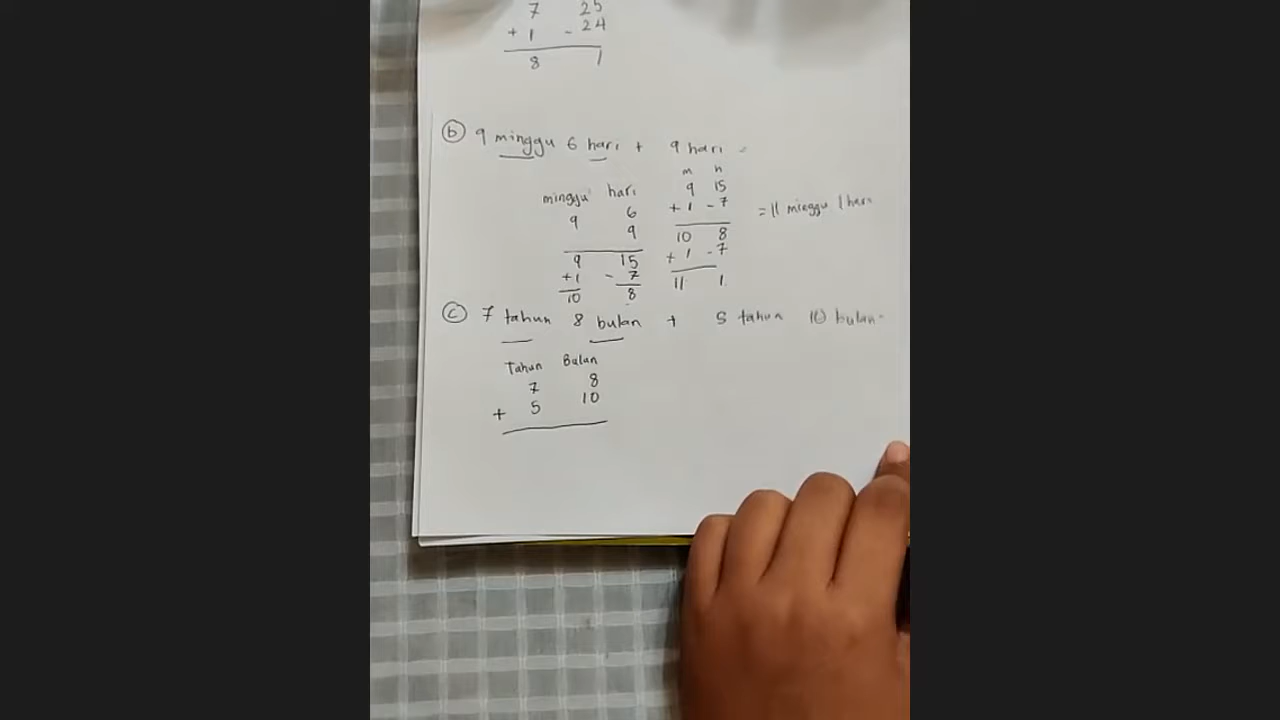 7 25
+ 1 - 24
8 1
b 9 minggu 6 hari + 9 hari =
minggu hari
9 6
9
9 15
+1 - 7
10 8
m h
9 15
+ 1 - 7
10 8
+ 1 - 7
11 1
= 11 minggu 1 hari
c 7 tahun 8 bulan + 5 tahun 10 bulan=
Tahun Bulan
7 8
+ 5 10